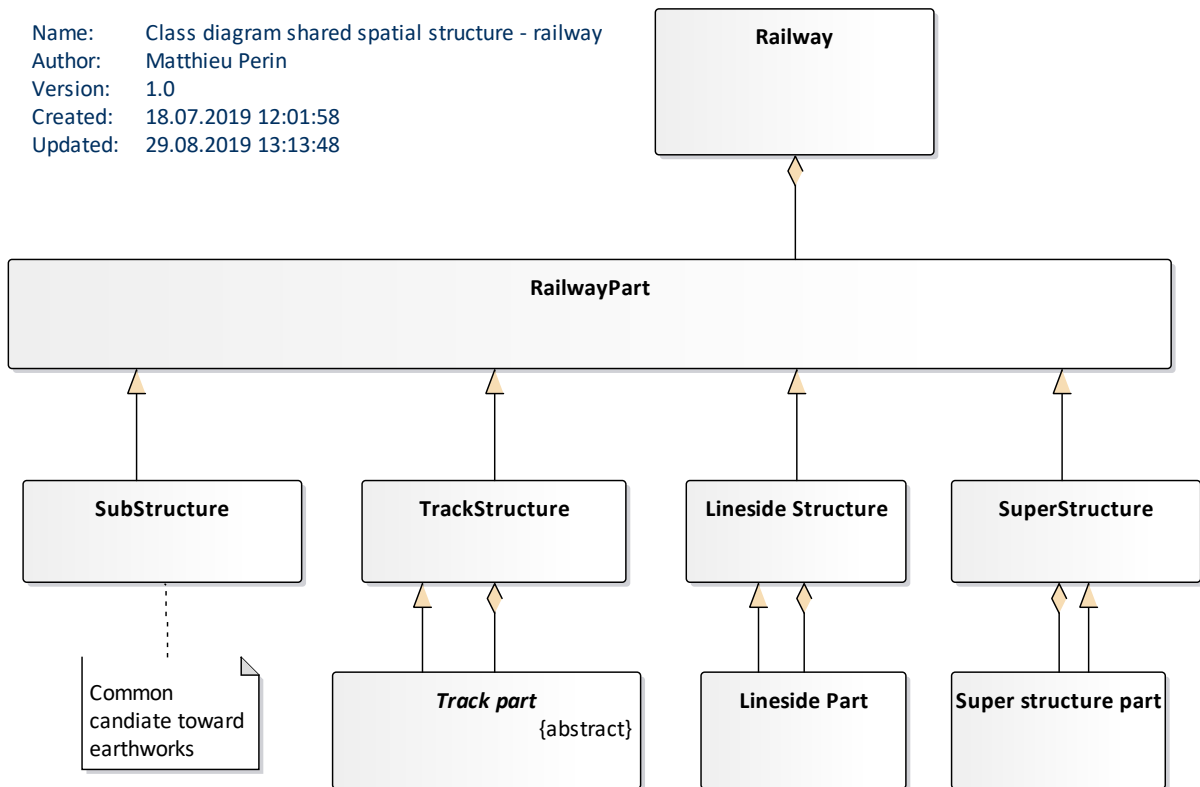 Name: Class diagram shared spatial structure - railway
Author: Matthieu Perin
Version: 1.0
Created: 18.07.2019 12:01:58
Updated: 29.08.2019 13:13:48
Railway
RailwayPart
SubStructure
TrackStructure
Lineside Structure
SuperStructure
Common
candiate toward
earthworks
Track part
{abstract}
Lineside Part
Super structure part